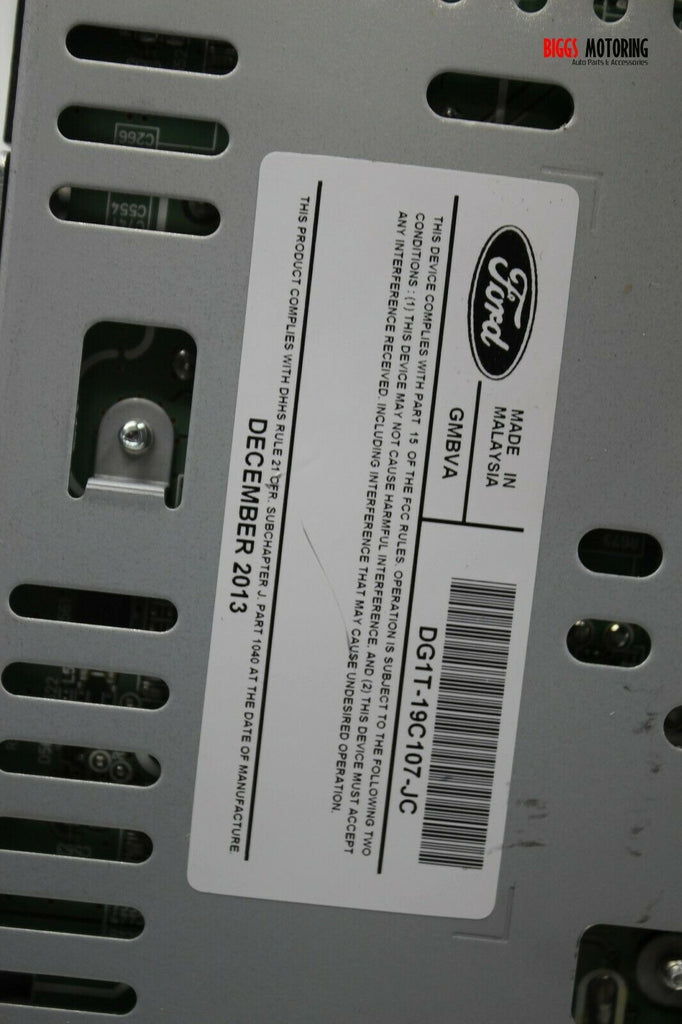 BIGGS MOTORING
Auto Parts & Accessories
Ford
MADE IN
MALAYSIA
GMBVA
DG1T-19C107-JC
THIS DEVICE COMPLIES WITH PART 15 OF THE FCC RULES. OPERATION IS SUBJECT TO THE FOLLOWING TWO
CONDITIONS : (1) THIS DEVICE MAY NOT CAUSE HARMFUL INTERFERENCE, AND (2) THIS DEVICE MUST ACCEPT
ANY INTERFERENCE RECEIVED, INCLUDING INTERFERENCE THAT MAY CAUSE UNDESIRED OPERATION.
THIS PRODUCT COMPLIES WITH DHHS RULE 21 CFR. SUBCHAPTER J, PART 1040 AT THE DATE OF MANUFACTURE
DECEMBER 2013
C266
C554